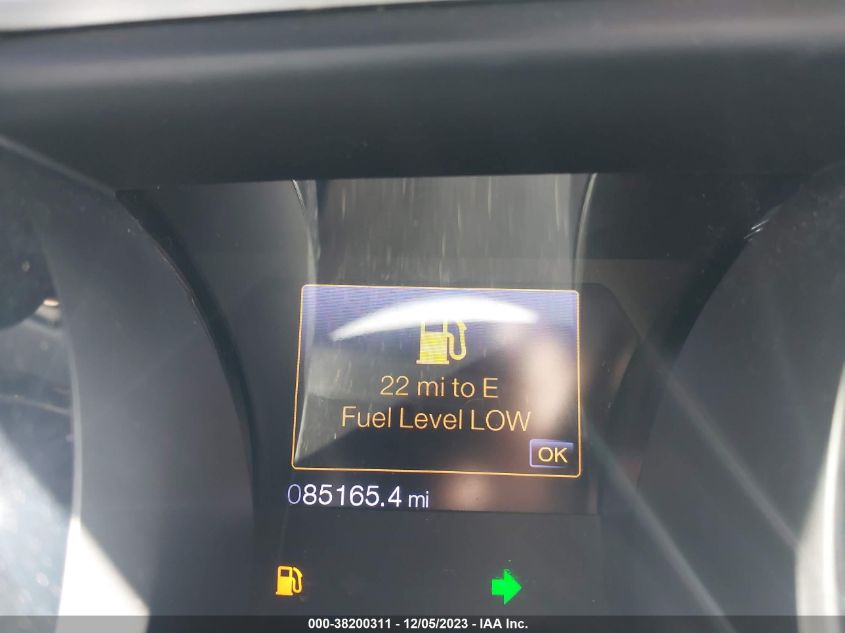 22 mi to E
Fuel Level LOW
OK
085165.4 mi
000-38200311 - 12/05/2023 - IAA Inc.